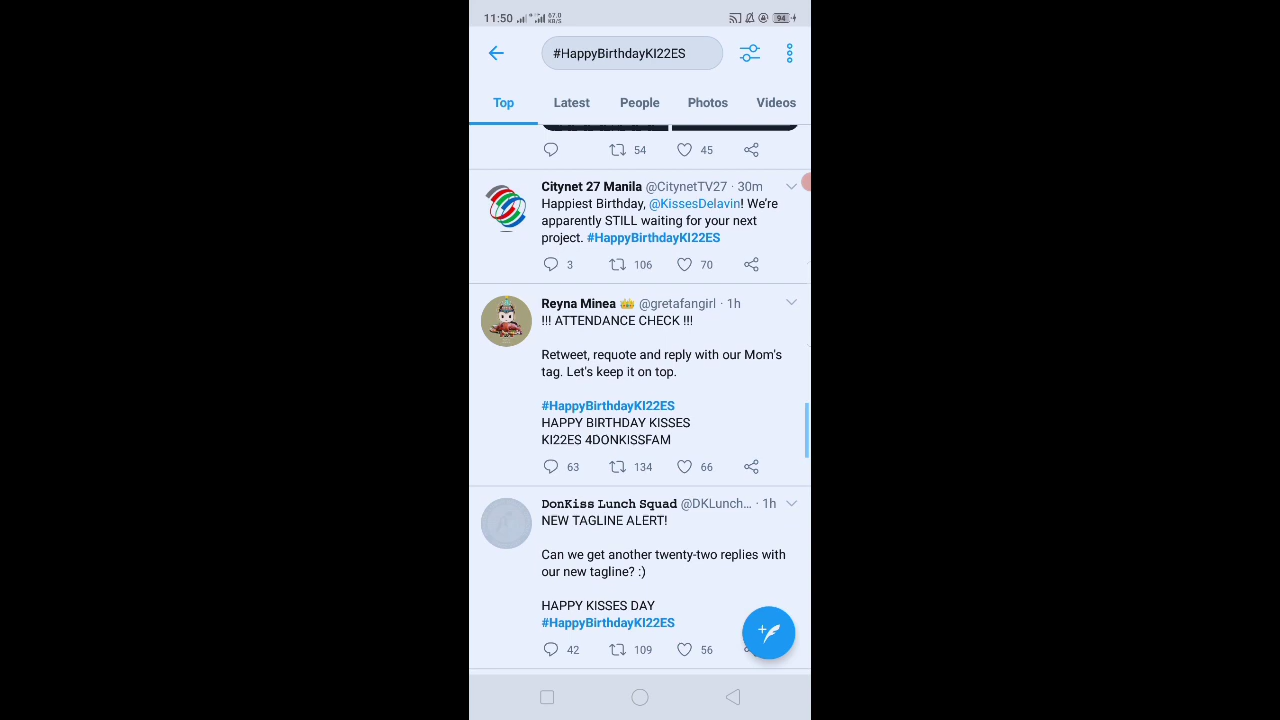 11:50 67.0 KB/S 94
#HappyBirthdayKI22ES
Top Latest People Photos Videos
54 45
Citynet 27 Manila @CitynetTV27 · 30m
Happiest Birthday, @KissesDelavin! We're
apparently STILL waiting for your next
project. #HappyBirthdayKI22ES
3 106 70
Reyna Minea 👑 @gretafangirl · 1h
!!! ATTENDANCE CHECK !!!
Retweet, requote and reply with our Mom's
tag. Let's keep it on top.
#HappyBirthdayKI22ES
HAPPY BIRTHDAY KISSES
KI22ES 4DONKISSFAM
63 134 66
DonKiss Lunch Squad @DKLunch... · 1h
NEW TAGLINE ALERT!
Can we get another twenty-two replies with
our new tagline? :)
HAPPY KISSES DAY
#HappyBirthdayKI22ES
42 109 56